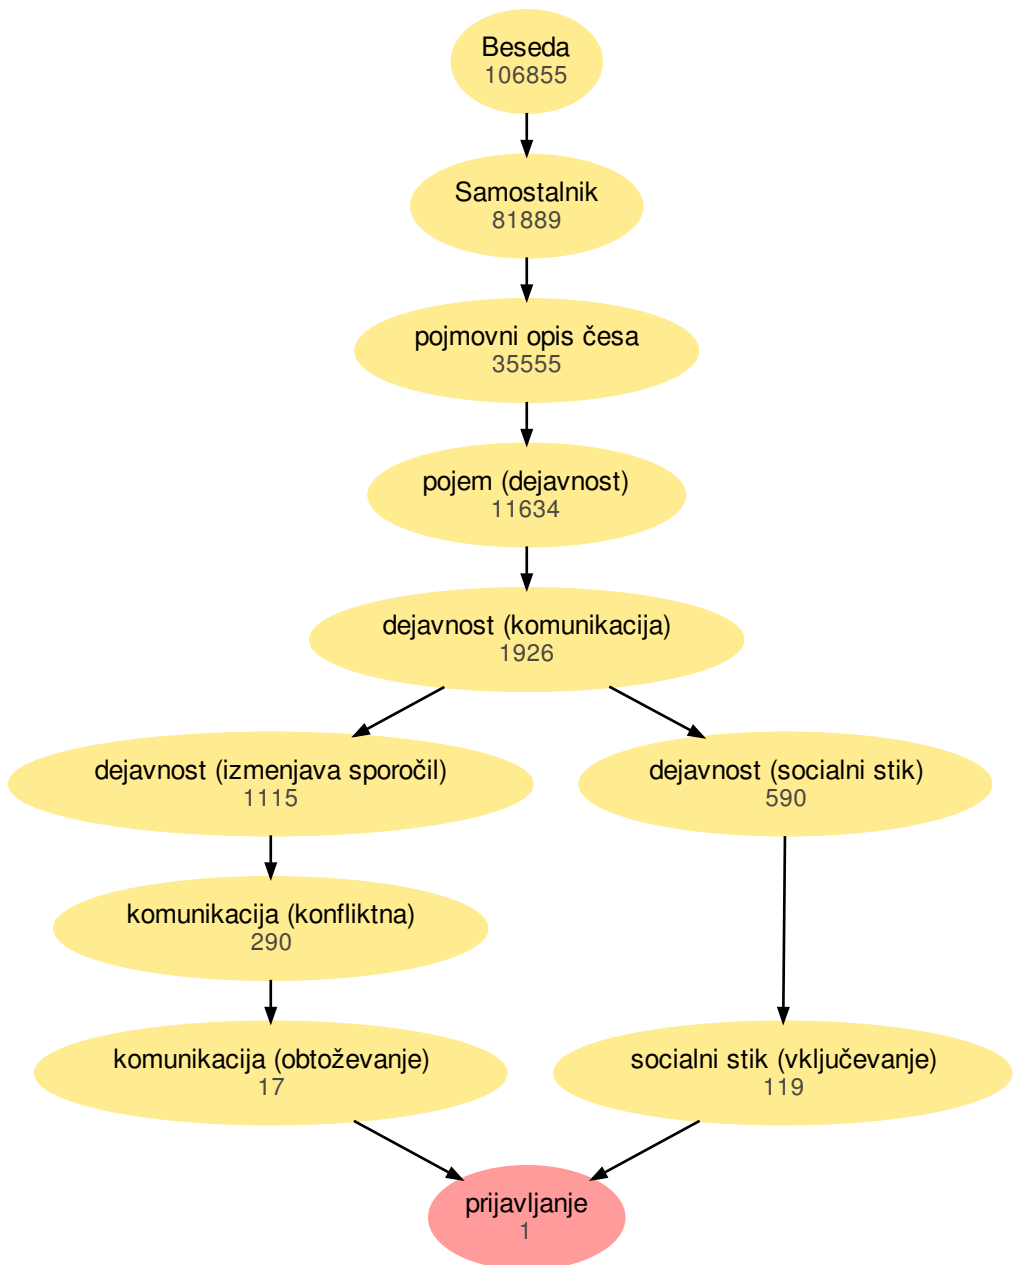 Beseda
106855
Samostalnik
81889
pojmovni opis česa
35555
pojem (dejavnost)
11634
dejavnost (komunikacija)
1926
dejavnost (izmenjava sporočil)
1115
dejavnost (socialni stik)
590
komunikacija (konfliktna)
290
komunikacija (obtoževanje)
17
socialni stik (vključevanje)
119
prijavljanje
1